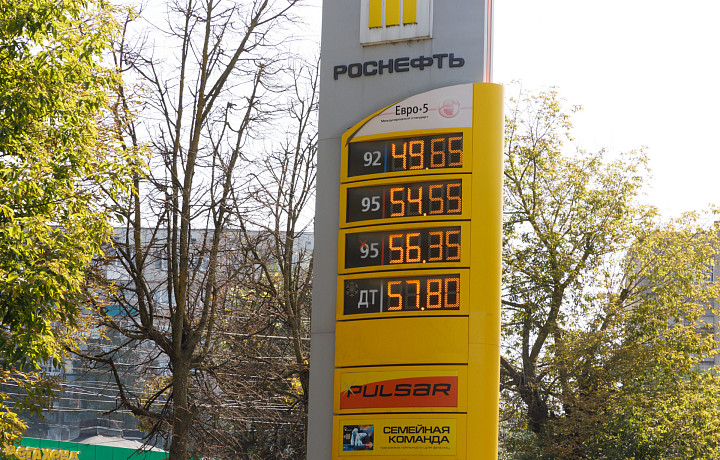 РОСНЕФТЬ
Евро•5
92 49.65
95 54.55
95 56.35
ДТ 57.80
PULSAR
СЕМЕЙНАЯ
КОМАНДА